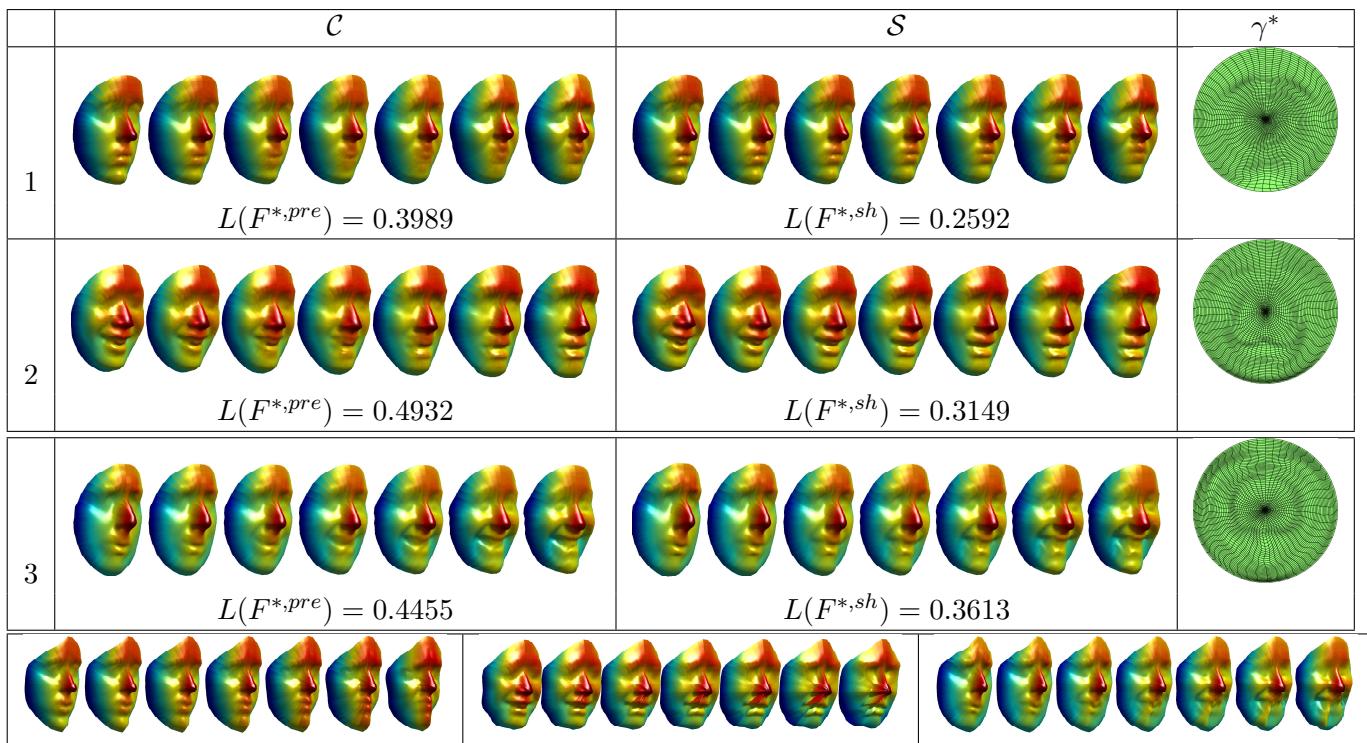 𝒞 𝒮 γ*
1
L(F^{*,pre}) = 0.3989 L(F^{*,sh}) = 0.2592
2
L(F^{*,pre}) = 0.4932 L(F^{*,sh}) = 0.3149
3
L(F^{*,pre}) = 0.4455 L(F^{*,sh}) = 0.3613